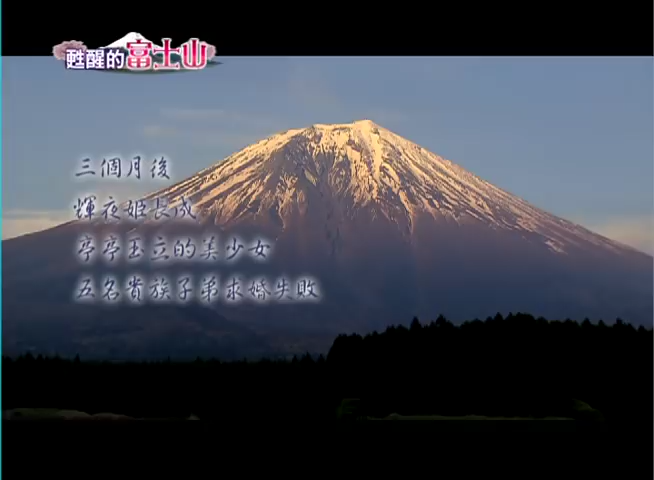 甦醒的富士山
三個月後
輝夜姬長成
亭亭玉立的美少女
五名貴族子弟求婚失敗